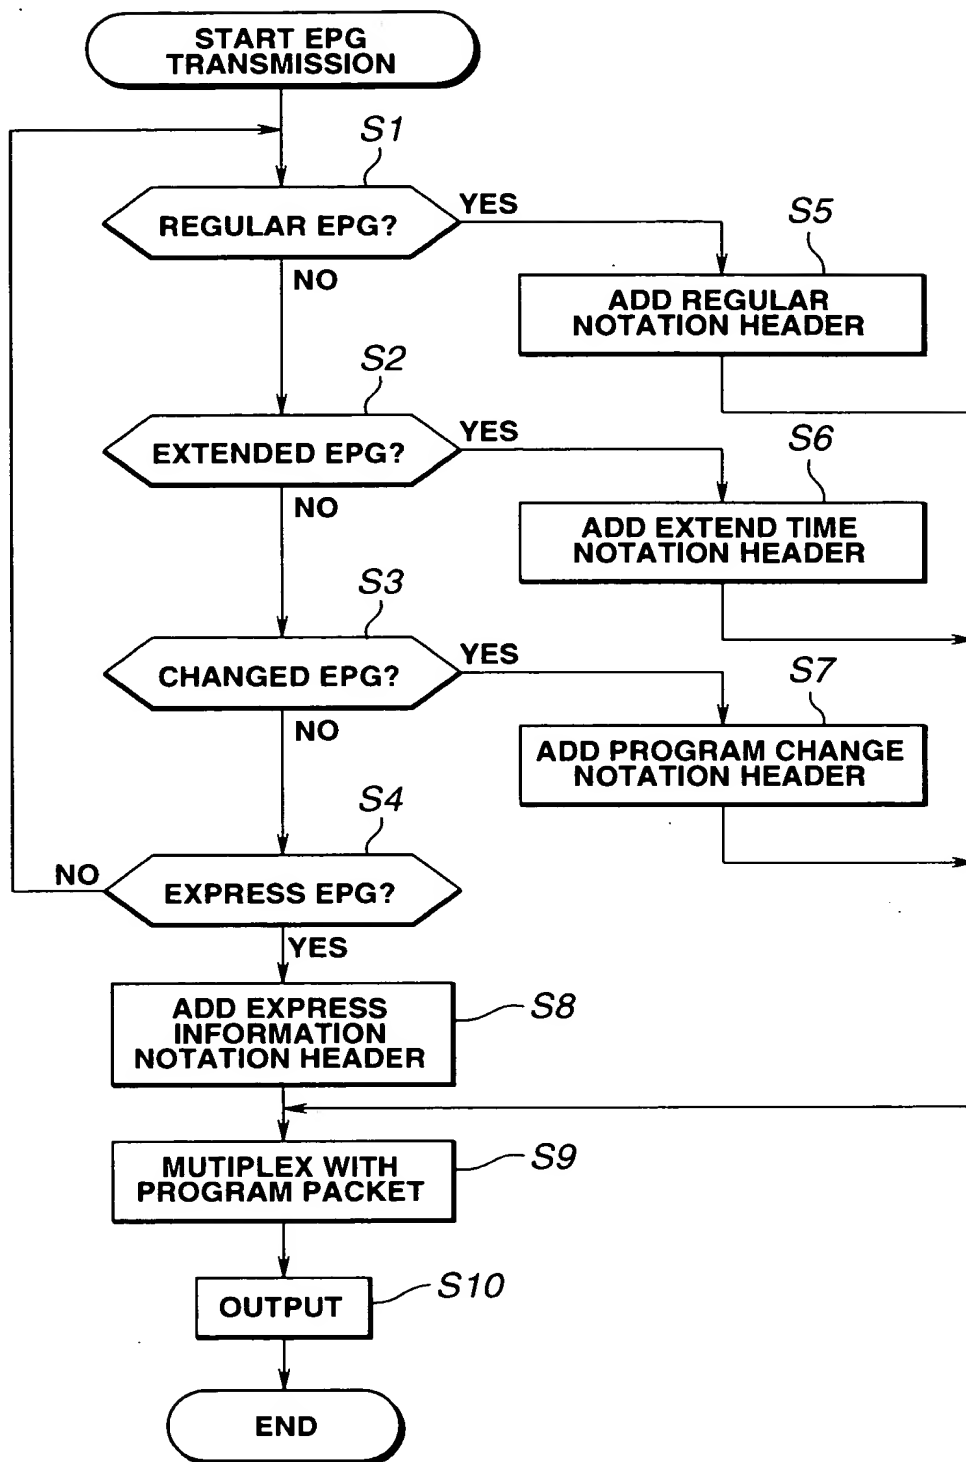 START EPG
TRANSMISSION
S1
REGULAR EPG?
YES
NO
S5
ADD REGULAR
NOTATION HEADER
S2
EXTENDED EPG?
YES
NO
S6
ADD EXTEND TIME
NOTATION HEADER
S3
CHANGED EPG?
YES
NO
S7
ADD PROGRAM CHANGE
NOTATION HEADER
S4
NO
EXPRESS EPG?
YES
ADD EXPRESS
INFORMATION
NOTATION HEADER
S8
MUTIPLEX WITH
PROGRAM PACKET
S9
OUTPUT
S10
END